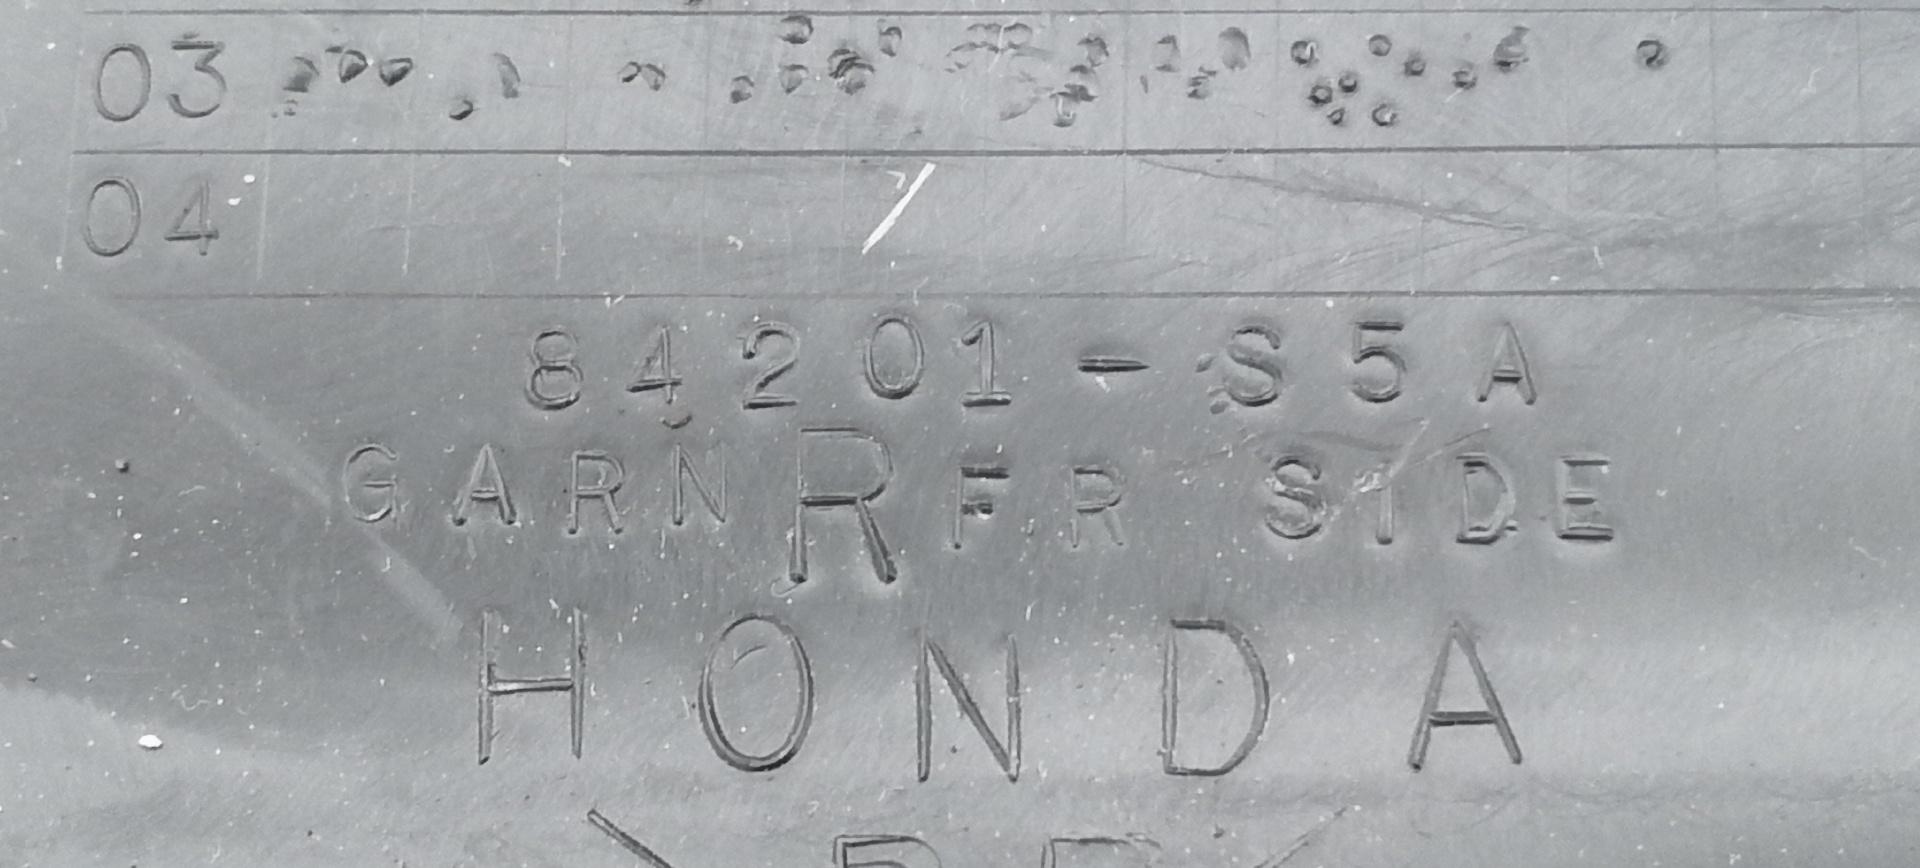 03
04
84201-S5A
GARN R FR SIDE
HONDA